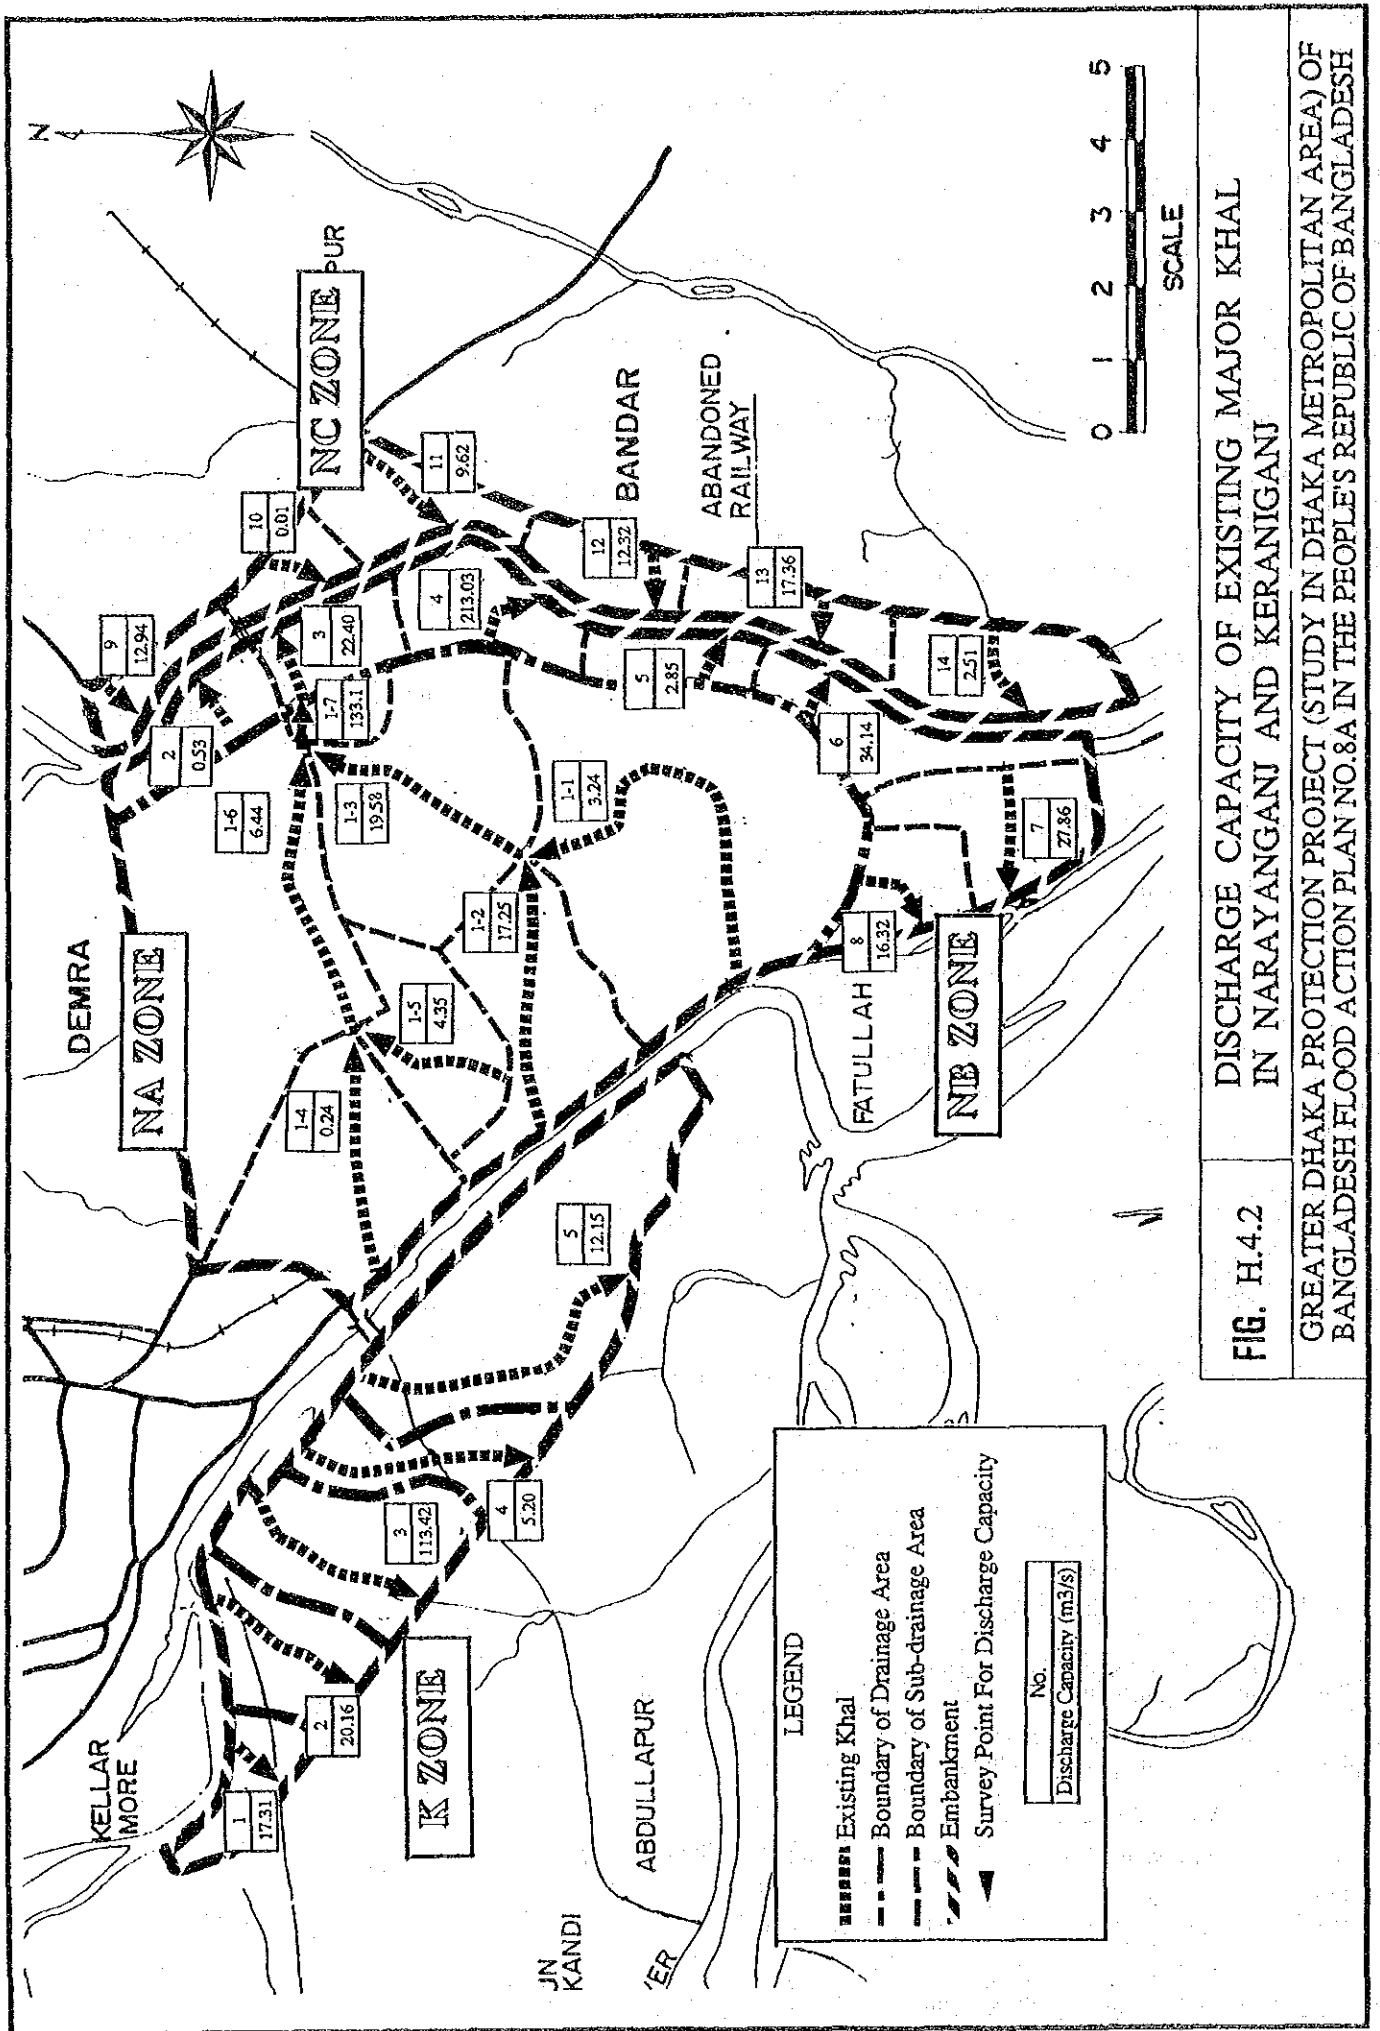 N
KELLAR
MORE
DEMRA
NA ZONE
NC ZONE
PUR
BANDAR
ABANDONED
RAILWAY
FATULLAH
NB ZONE
K ZONE
ABDULLAPUR
JN
KANDI
'ER
1
17.31
2
20.16
3
113.42
4
5.20
5
12.15
1-4
0.24
1-5
4.35
1-6
6.44
1-3
19.58
1-7
133.1
1-2
17.25
1-1
3.24
2
0.53
3
22.40
4
213.03
5
2.85
6
34.14
7
27.86
8
16.32
9
12.94
10
0.01
11
9.62
12
12.32
13
17.36
14
2.51
LEGEND
Existing Khal
Boundary of Drainage Area
Boundary of Sub-drainage Area
Embankment
Survey Point For Discharge Capacity
No.
Discharge Capacity (m3/s)
0 1 2 3 4 5
SCALE
FIG. H.4.2
DISCHARGE CAPACITY OF EXISTING MAJOR KHAL
IN NARAYANGANJ AND KERANIGANJ
GREATER DHAKA PROTECTION PROJECT (STUDY IN DHAKA METROPOLITAN AREA) OF
BANGLADESH FLOOD ACTION PLAN NO.8A IN THE PEOPLE'S REPUBLIC OF BANGLADESH